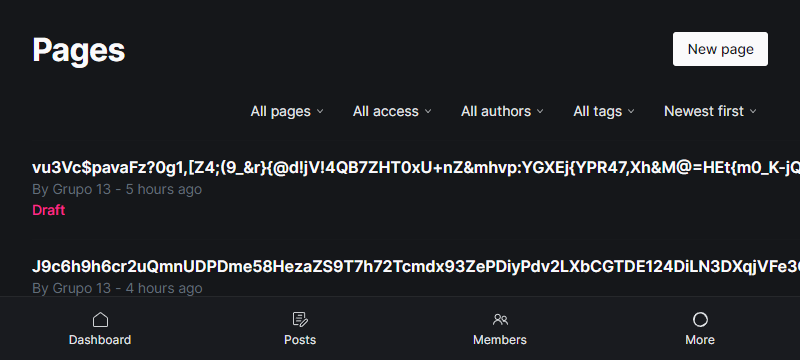 Pages
New page
All pages
All access
All authors
All tags
Newest first
vu3Vc$pavaFz?0g1,[Z4;(9_&r}{@d!jV!4QB7ZHT0xU+nZ&mhvp:YGXEj{YPR47,Xh&M@=HEt{m0_K-jQ
By Grupo 13 - 5 hours ago
Draft
J9c6h9h6cr2uQmnUDPDme58HezaZS9T7h72Tcmdx93ZePDiyPdv2LXbCGTDE124DiLN3DXqjVFe3
By Grupo 13 - 4 hours ago
Dashboard
Posts
Members
More